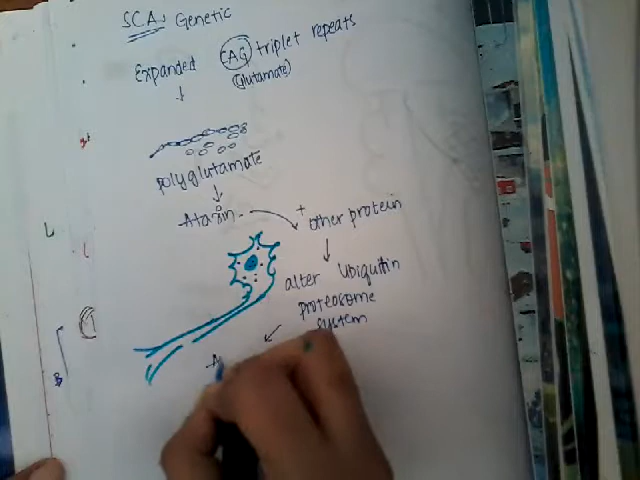 SCA: Genetic
Expanded CAG triplet repeats
(Glutamate)
polyglutamate
Ataxin + other protein
alter Ubiquitin
proteosome
system
A